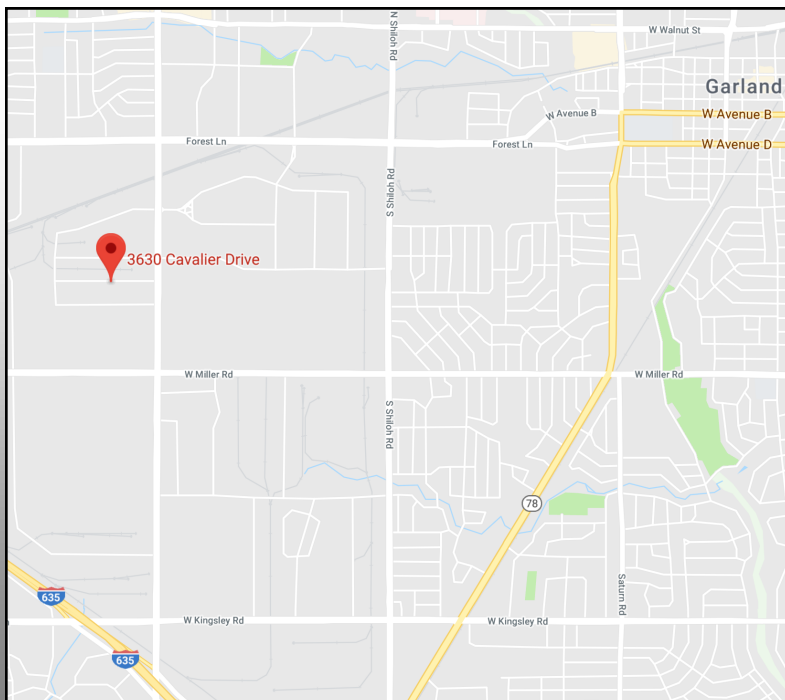 N Shiloh Rd
W Walnut St
Garland
W Avenue B
W Avenue B
Forest Ln
Forest Ln
W Avenue D
S Shiloh Rd
3630 Cavalier Drive
W Miller Rd
W Miller Rd
S Shiloh Rd
78
635
Saturn Rd
W Kingsley Rd
W Kingsley Rd
635